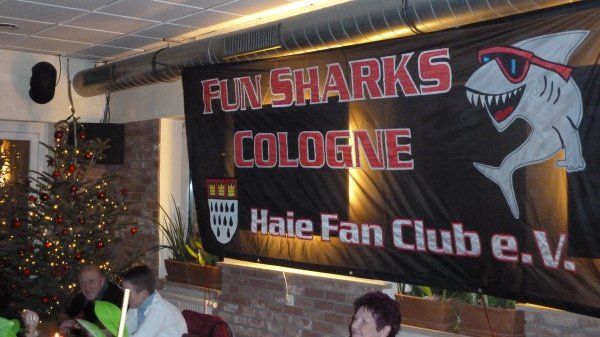 FUN SHARKS
COLOGNE
Haie Fan Club e.V.